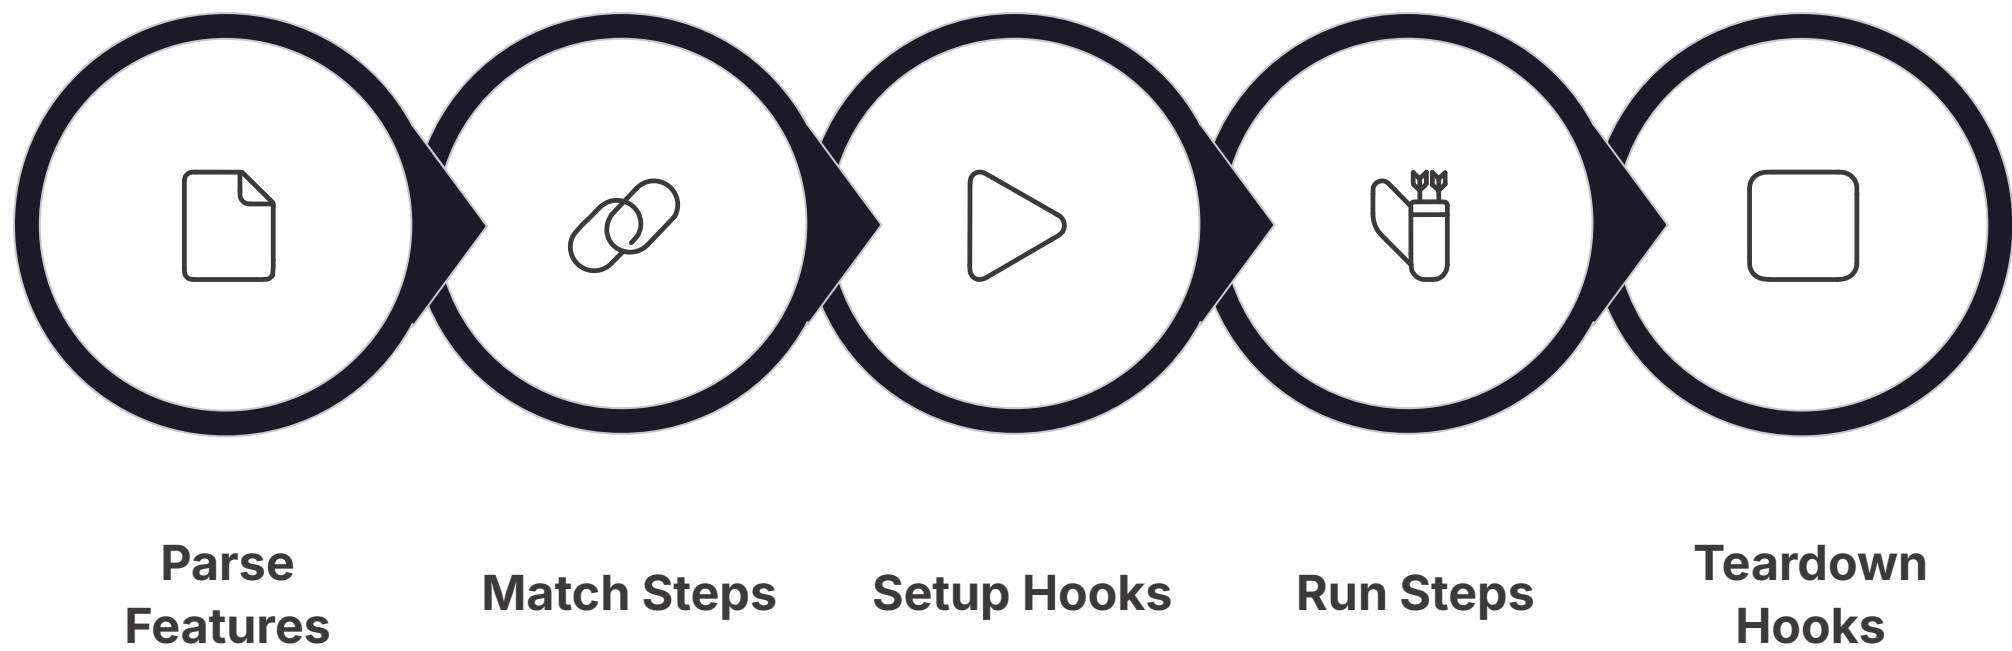 Parse
Features
Match Steps
Setup Hooks
Run Steps
Teardown
Hooks